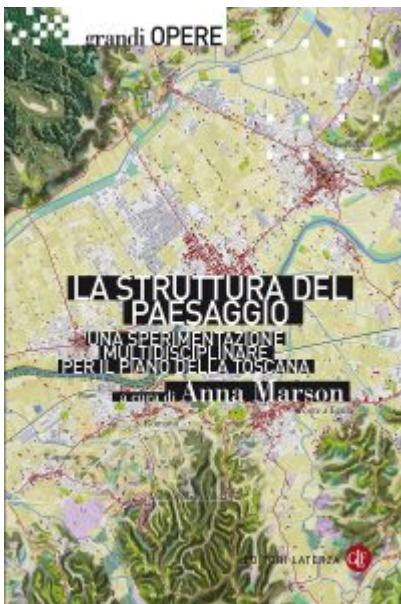 grandi OPERE
LA STRUTTURA DEL
PAESAGGIO
UNA SPERIMENTAZIONE
MULTIDISCIPLINARE
PER IL PIANO DELLA TOSCANA
a cura di Anna Marson
EDITORI LATERZA